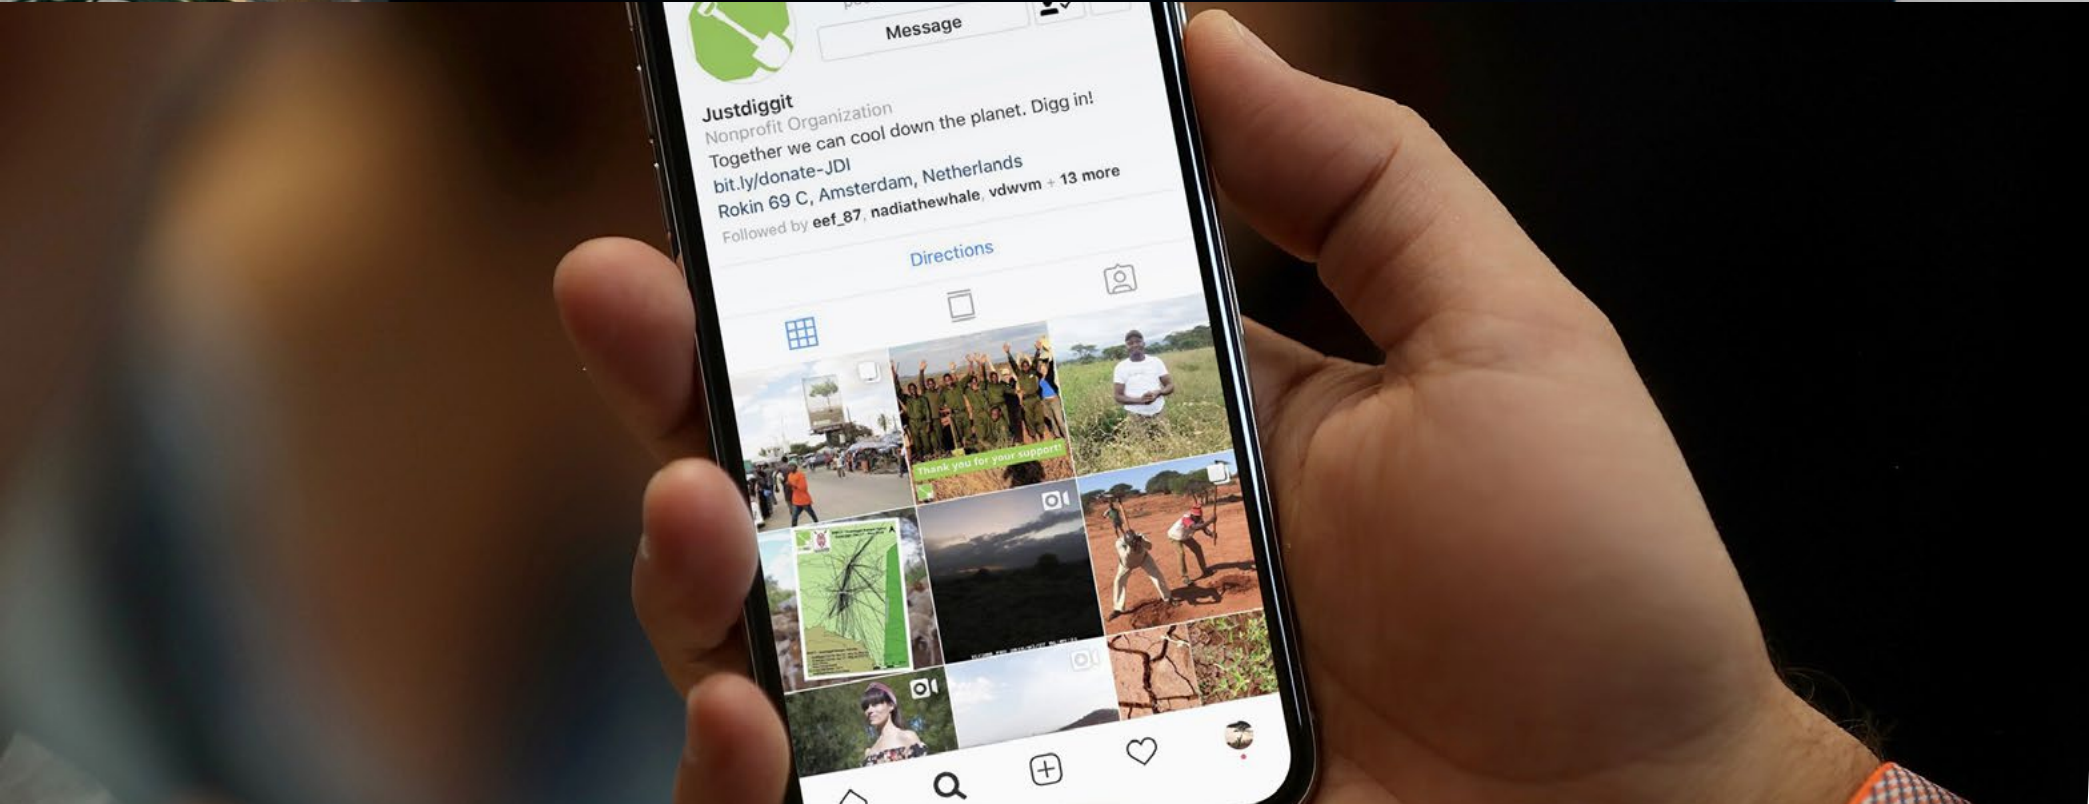 Message
Justdiggit
Nonprofit Organization
Together we can cool down the planet. Digg in!
bit.ly/donate-JDI
Rokin 69 C, Amsterdam, Netherlands
Followed by eef_87, nadiathewhale, vdwvm + 13 more
Directions
Thank you for your support!